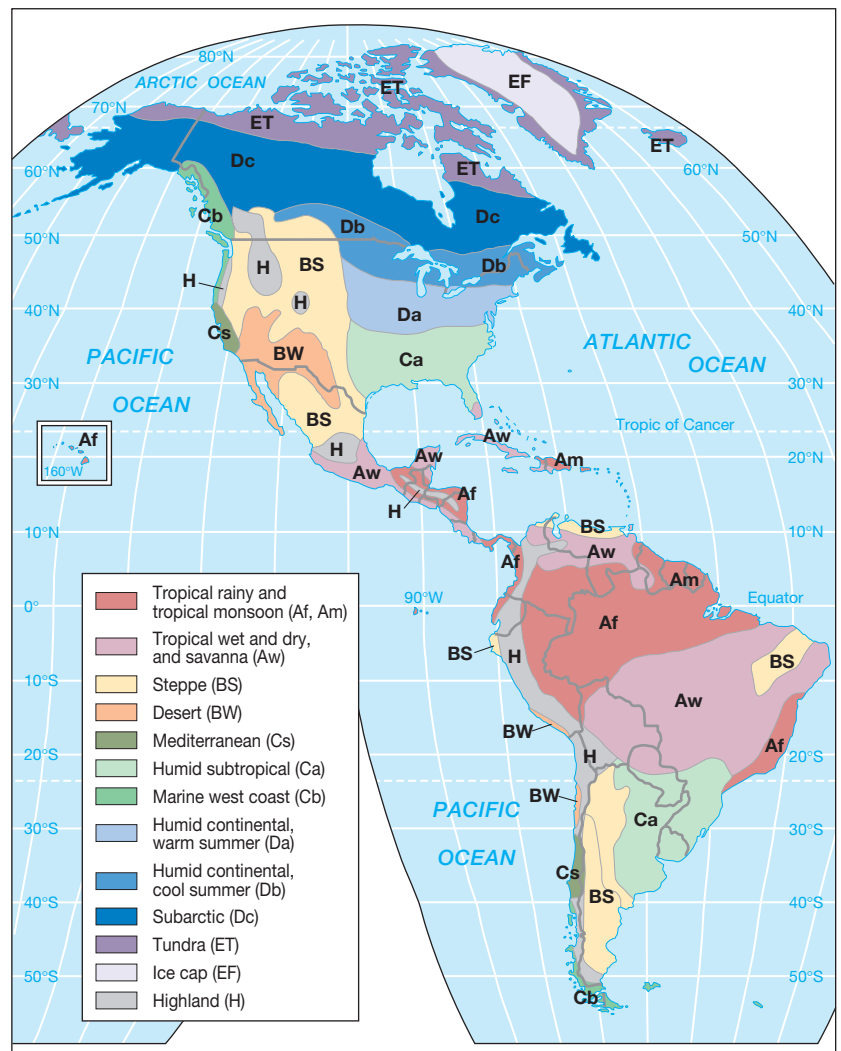 80°N
ARCTIC OCEAN
ET
EF
70°N
ET
ET
60°N
Dc
ET
60°N
Cb
Dc
50°N
Db
50°N
H
BS
Db
H
H
40°N
Da
40°N
Cs
PACIFIC
OCEAN
BW
Ca
ATLANTIC
OCEAN
30°N
30°N
BS
Tropic of Cancer
Af
160°W
H
Aw
Aw
Aw
Am
20°N
20°N
H
Af
10°N
BS
10°N
Af
Aw
Am
0°
90°W
Equator
Af
BS
H
BS
10°S
Aw
BW
Af
20°S
H
20°S
BW
PACIFIC
OCEAN
Ca
30°S
30°S
Cs
BS
40°S
40°S
50°S
50°S
Cb
Tropical rainy and
tropical monsoon (Af, Am)
Tropical wet and dry,
and savanna (Aw)
Steppe (BS)
Desert (BW)
Mediterranean (Cs)
Humid subtropical (Ca)
Marine west coast (Cb)
Humid continental,
warm summer (Da)
Humid continental,
cool summer (Db)
Subarctic (Dc)
Tundra (ET)
Ice cap (EF)
Highland (H)